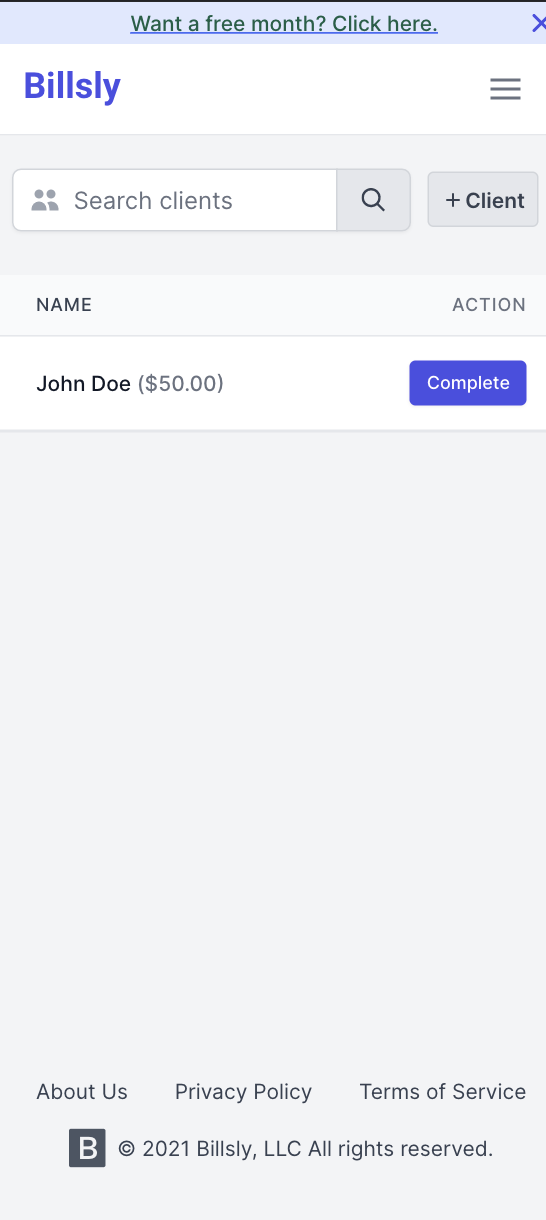 Want a free month? Click here.
Billsly
Search clients
+ Client
NAME ACTION
John Doe ($50.00) Complete
About Us Privacy Policy Terms of Service
B © 2021 Billsly, LLC All rights reserved.